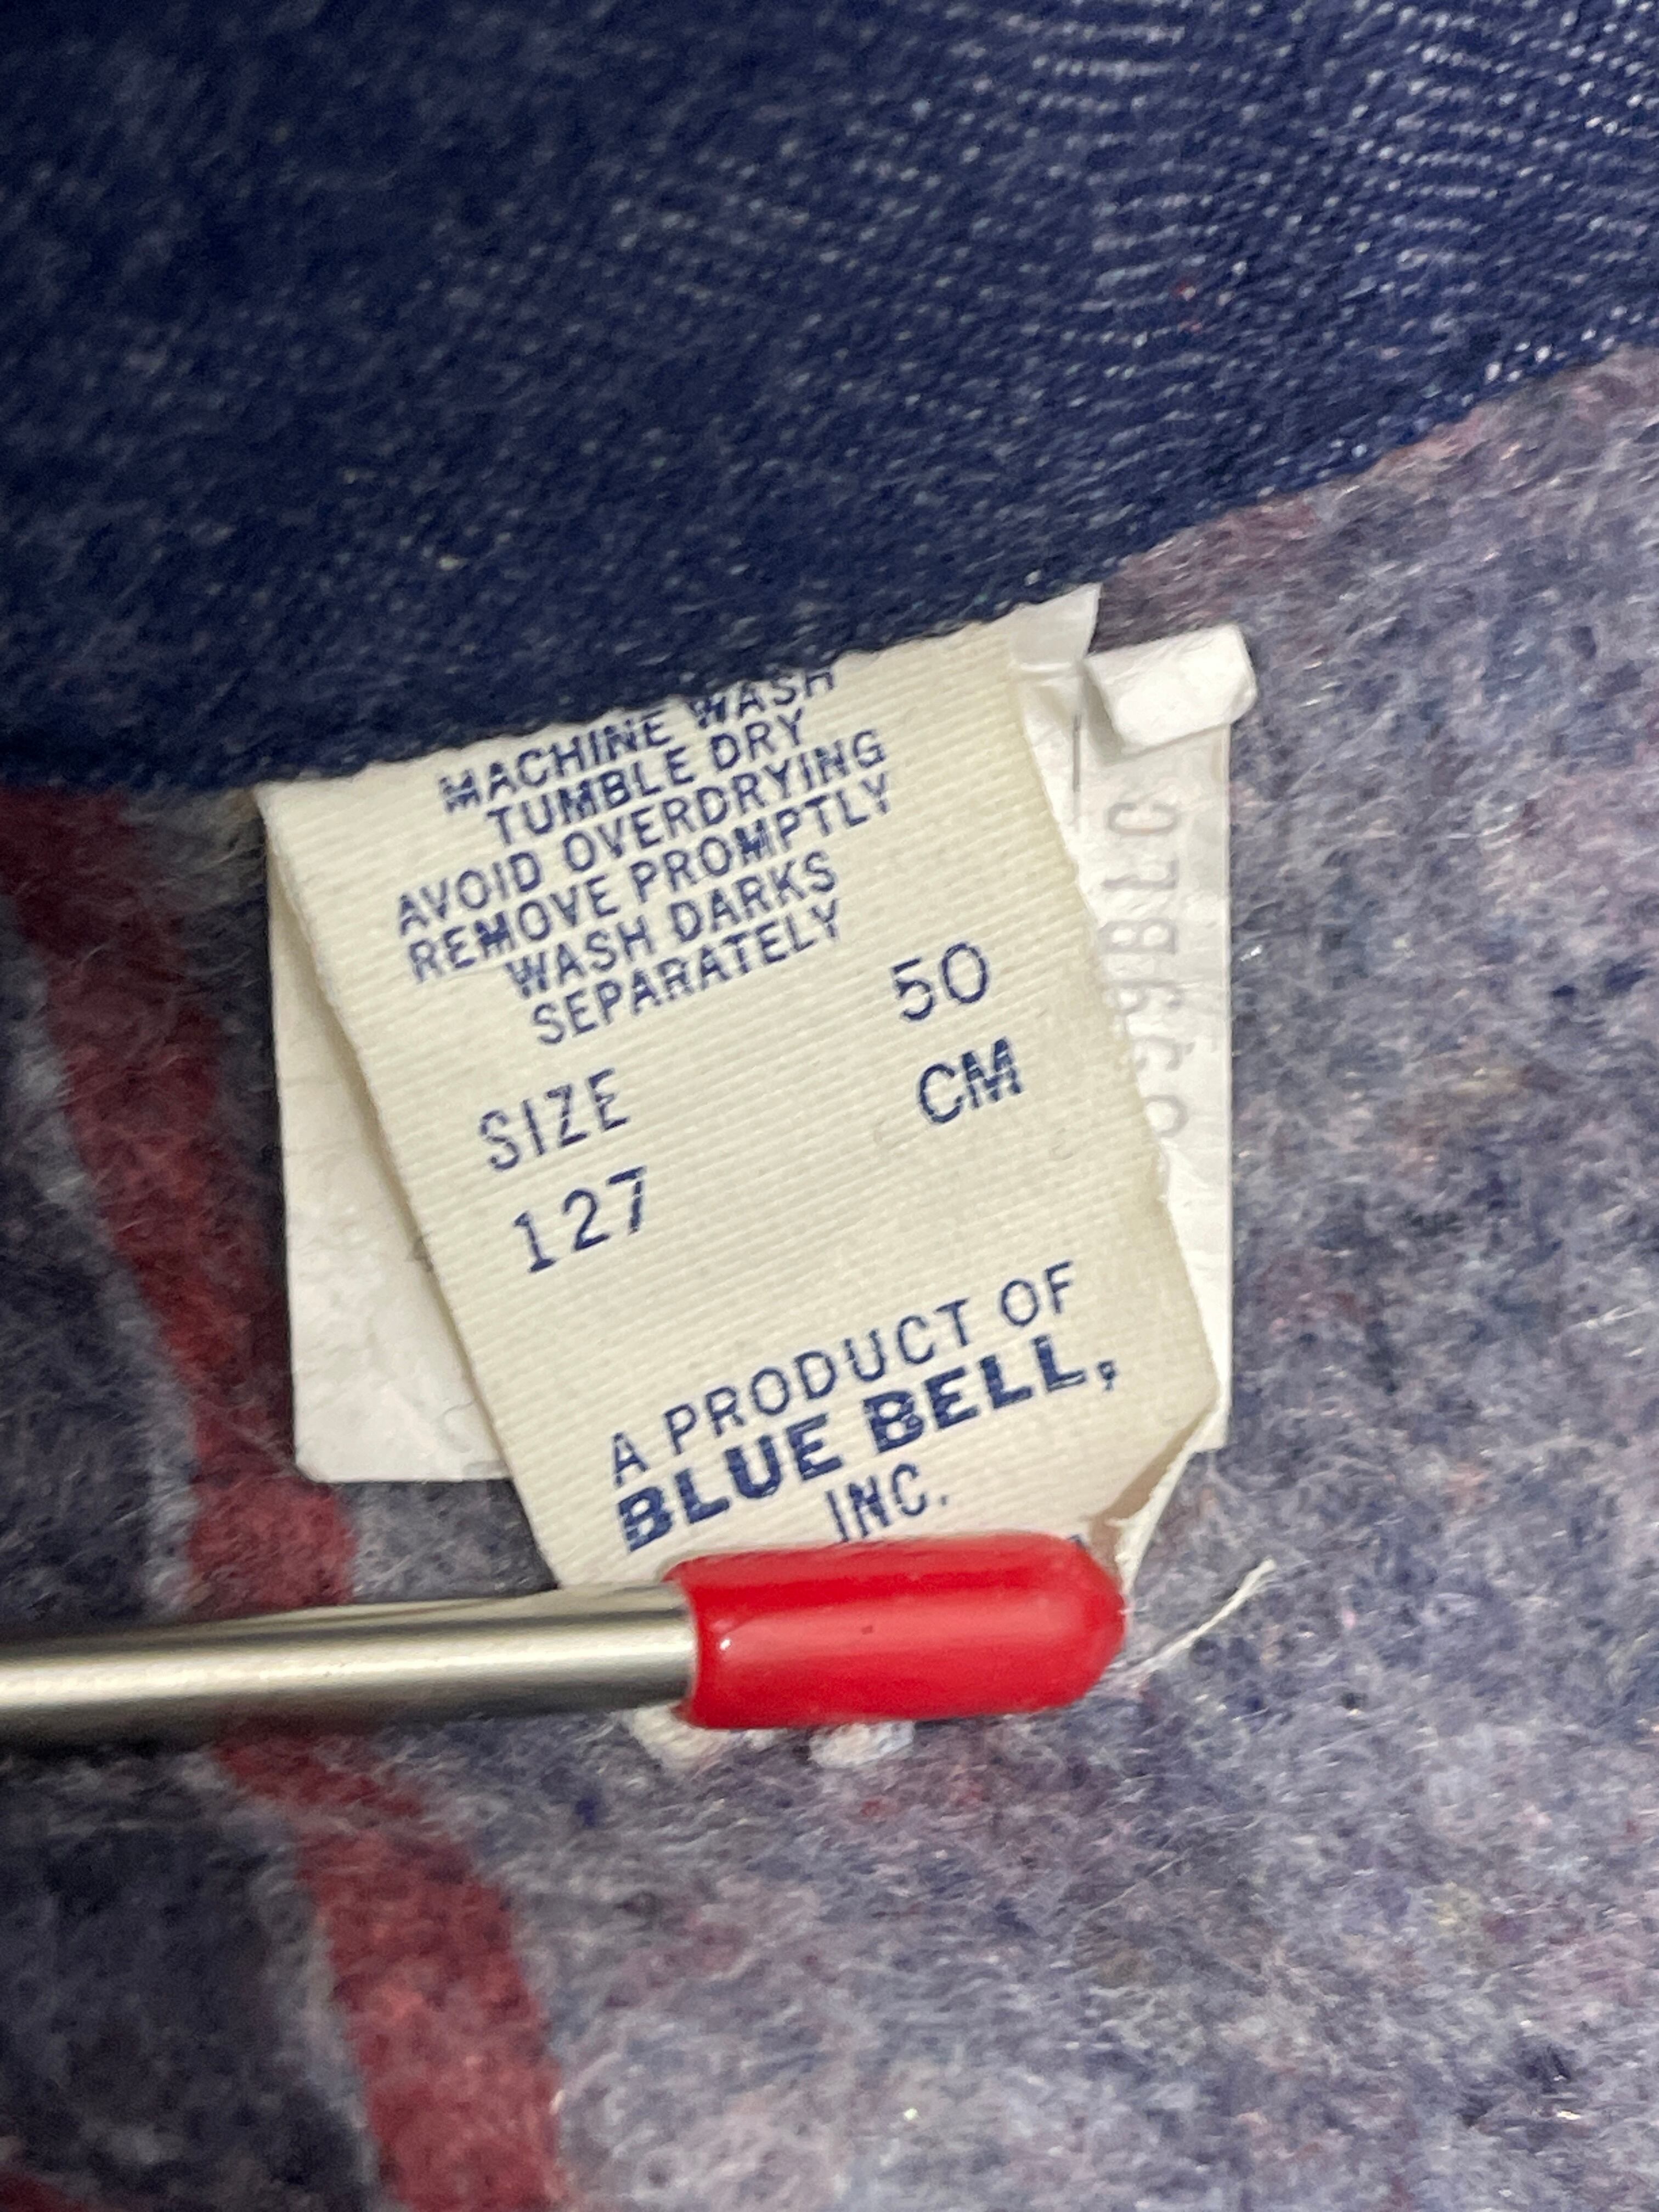 MACHINE WASH
TUMBLE DRY
AVOID OVERDRYING
REMOVE PROMPTLY
WASH DARKS
SEPARATELY
SIZE 50
127 CM
A PRODUCT OF
BLUE BELL,
INC.